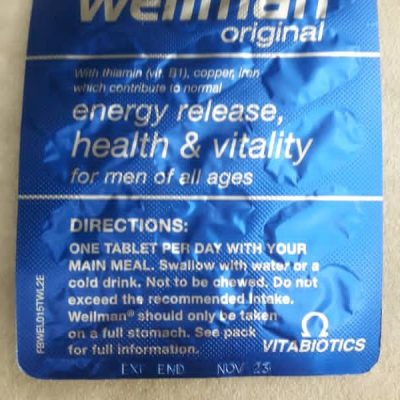 wellman
original
With thiamin (vit. B1), copper, iron
which contribute to normal
energy release,
health & vitality
for men of all ages
DIRECTIONS:
ONE TABLET PER DAY WITH YOUR
MAIN MEAL. Swallow with water or a
cold drink. Not to be chewed. Do not
exceed the recommended intake.
Wellman® should only be taken
on a full stomach. See pack
for full information.
VITABIOTICS
FBWEL015TWL2E
EXP END NOV 23